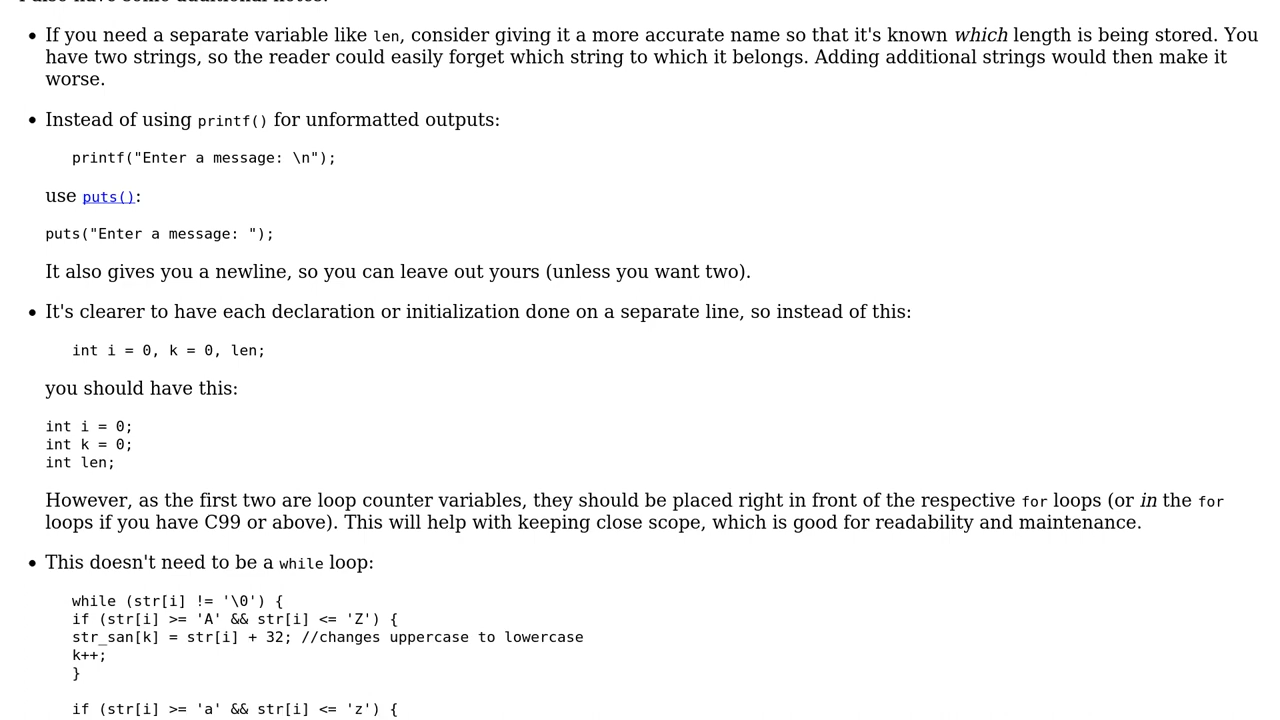 • If you need a separate variable like len, consider giving it a more accurate name so that it's known which length is being stored. You
have two strings, so the reader could easily forget which string to which it belongs. Adding additional strings would then make it
worse.
• Instead of using printf() for unformatted outputs:
printf("Enter a message: \n");
use puts():
puts("Enter a message: ");
It also gives you a newline, so you can leave out yours (unless you want two).
• It's clearer to have each declaration or initialization done on a separate line, so instead of this:
int i = 0, k = 0, len;
you should have this:
int i = 0;
int k = 0;
int len;
However, as the first two are loop counter variables, they should be placed right in front of the respective for loops (or in the for
loops if you have C99 or above). This will help with keeping close scope, which is good for readability and maintenance.
• This doesn't need to be a while loop:
while (str[i] != '\0') {
if (str[i] >= 'A' && str[i] <= 'Z') {
str_san[k] = str[i] + 32; //changes uppercase to lowercase
k++;
}
if (str[i] >= 'a' && str[i] <= 'z') {